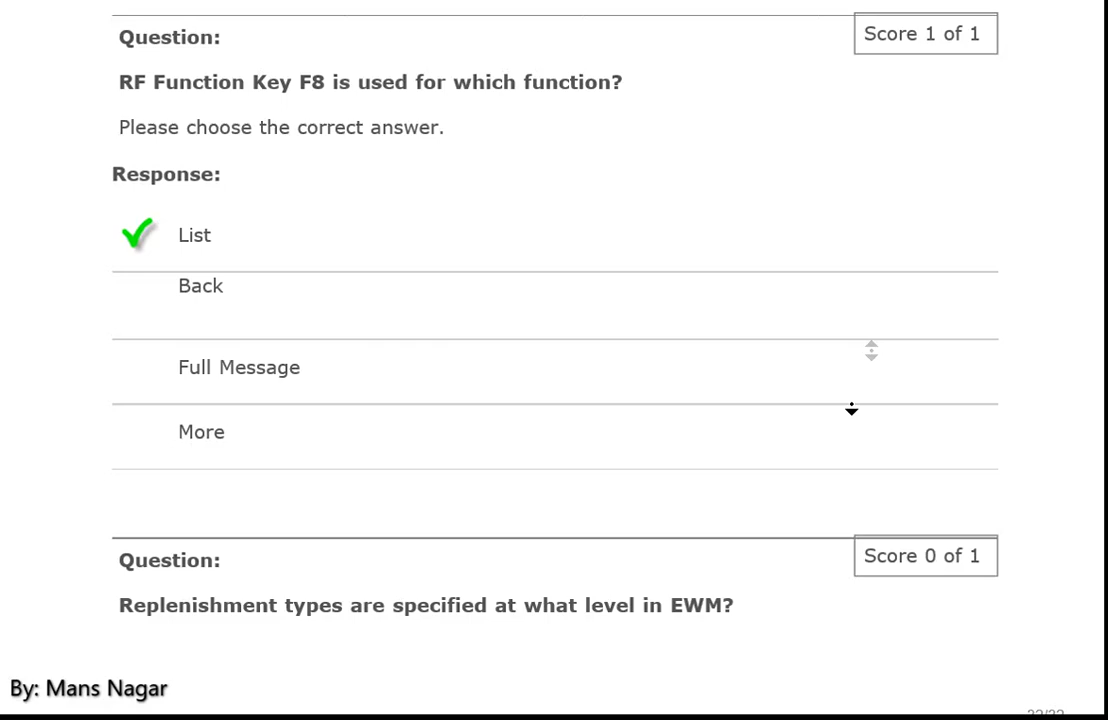 Question:
Score 1 of 1
RF Function Key F8 is used for which function?
Please choose the correct answer.
Response:
List
Back
Full Message
More
Question:
Score 0 of 1
Replenishment types are specified at what level in EWM?
By: Mans Nagar